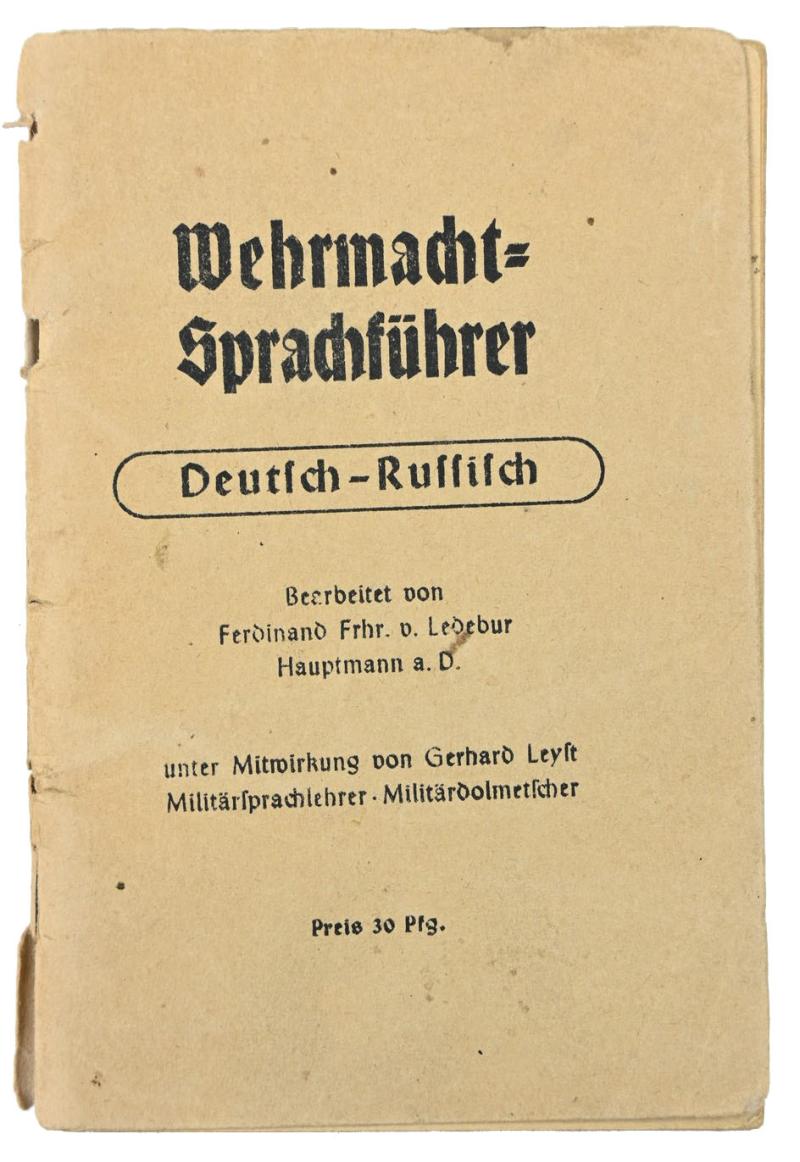 Wehrmacht=
Sprachführer
Deutſch–Ruſſiſch
Bearbeitet von
Ferdinand Frhr. v. Ledebur
Hauptmann a. D.
unter Mitwirkung von Gerhard Leyſt
Militärſprachlehrer · Militärdolmetſcher
Preis 30 Pfg.